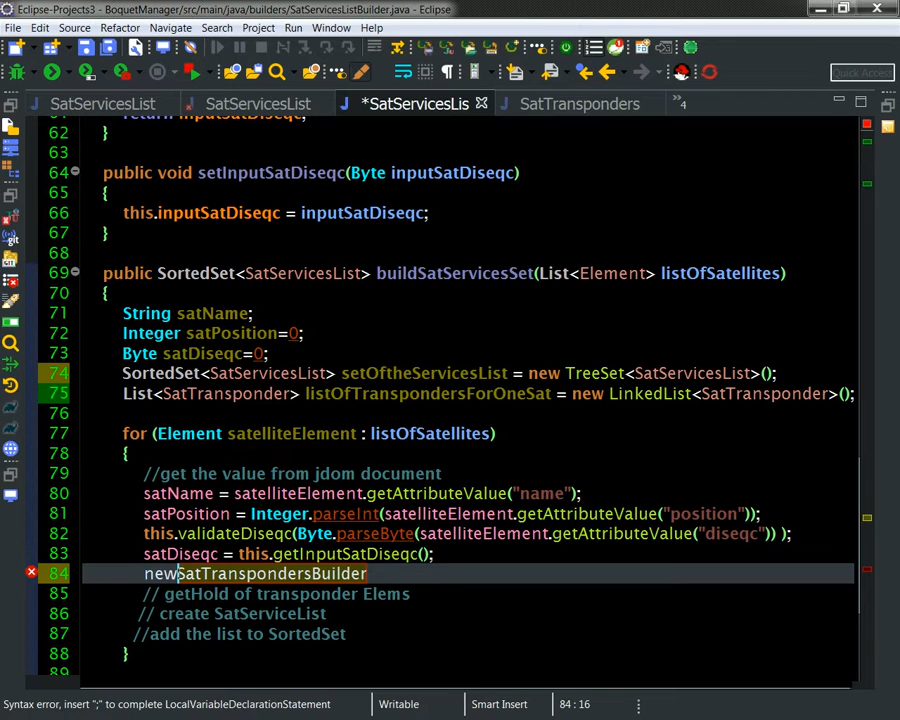 Eclipse-Projects3 - BoquetManager/src/main/java/builders/SatServicesListBuilder.java - Eclipse
File Edit Source Refactor Navigate Search Project Run Window Help
Quick Access
SatServicesList SatServicesList *SatServicesLis SatTransponders »4
return inputSatDiseqc;
62 }
63
64 public void setInputSatDiseqc(Byte inputSatDiseqc)
65 {
66 this.inputSatDiseqc = inputSatDiseqc;
67 }
68
69 public SortedSet<SatServicesList> buildSatServicesSet(List<Element> listOfSatellites)
70 {
71 String satName;
72 Integer satPosition=0;
73 Byte satDiseqc=0;
74 SortedSet<SatServicesList> setOftheServicesList = new TreeSet<SatServicesList>();
75 List<SatTransponder> listOfTranspondersForOneSat = new LinkedList<SatTransponder>();
76
77 for (Element satelliteElement : listOfSatellites)
78 {
79 //get the value from jdom document
80 satName = satelliteElement.getAttributeValue("name");
81 satPosition = Integer.parseInt(satelliteElement.getAttributeValue("position"));
82 this.validateDiseqc(Byte.parseByte(satelliteElement.getAttributeValue("diseqc")) );
83 satDiseqc = this.getInputSatDiseqc();
84 newSatTranspondersBuilder
85 // getHold of transponder Elems
86 // create SatServiceList
87 //add the list to SortedSet
88 }
89
Syntax error, insert ";" to complete LocalVariableDeclarationStatement Writable Smart Insert 84 : 16